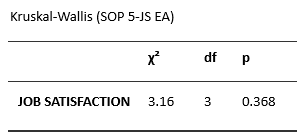 Kruskal-Wallis (SOP 5-JS EA)
χ² df p
JOB SATISFACTION 3.16 3 0.368